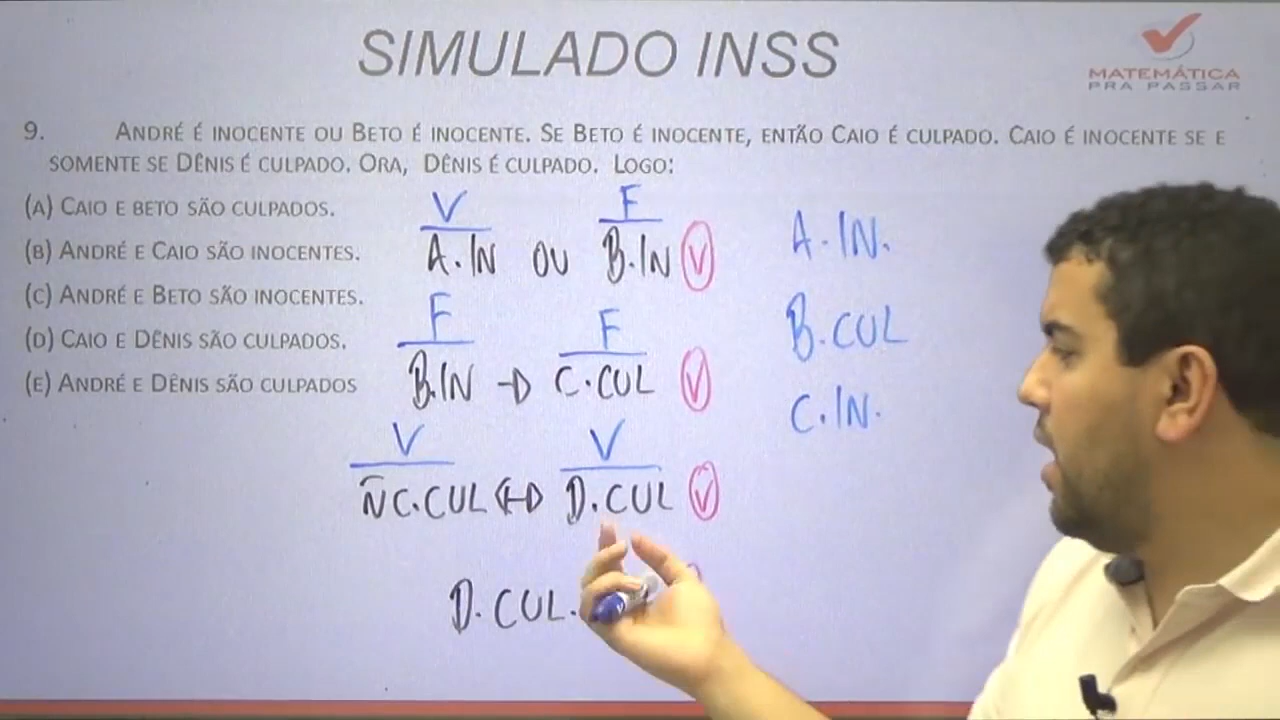 SIMULADO INSS
MATEMÁTICA
PRA PASSAR
9. ANDRÉ É INOCENTE OU BETO É INOCENTE. SE BETO É INOCENTE, ENTÃO CAIO É CULPADO. CAIO É INOCENTE SE E
SOMENTE SE DÊNIS É CULPADO. ORA, DÊNIS É CULPADO. LOGO:
(A) CAIO E BETO SÃO CULPADOS.
(B) ANDRÉ E CAIO SÃO INOCENTES.
(C) ANDRÉ E BETO SÃO INOCENTES.
(D) CAIO E DÊNIS SÃO CULPADOS.
(E) ANDRÉ E DÊNIS SÃO CULPADOS
V F
A.IN OU B.IN V
F F
B.IN → C.CUL V
V V
Ñ C.CUL ↔ D.CUL V
D.CUL.
A.IN.
B.CUL
C.IN.